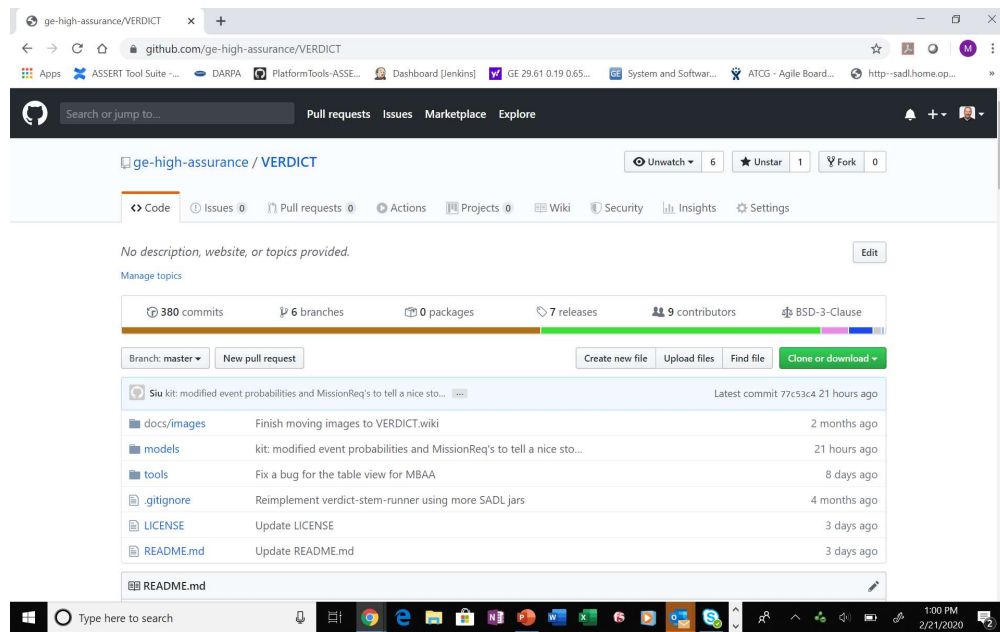 ge-high-assurance/VERDICT
github.com/ge-high-assurance/VERDICT
M
Apps ASSERT Tool Suite -... DARPA PlatformTools-ASSE... Dashboard [Jenkins] GE 29.61 0.19 0.65... System and Softwar... ATCG - Agile Board... http--sadl.home.op... »
Search or jump to... Pull requests Issues Marketplace Explore
ge-high-assurance / VERDICT Unwatch 6 Unstar 1 Fork 0
Code Issues 0 Pull requests 0 Actions Projects 0 Wiki Security Insights Settings
No description, website, or topics provided. Edit
Manage topics
380 commits 6 branches 0 packages 7 releases 9 contributors BSD-3-Clause
Branch: master New pull request Create new file Upload files Find file Clone or download
Siu kit: modified event probabilities and MissionReq's to tell a nice sto... ... Latest commit 77c53c4 21 hours ago
docs/images Finish moving images to VERDICT.wiki 2 months ago
models kit: modified event probabilities and MissionReq's to tell a nice sto... 21 hours ago
tools Fix a bug for the table view for MBAA 8 days ago
.gitignore Reimplement verdict-stem-runner using more SADL jars 4 months ago
LICENSE Update LICENSE 3 days ago
README.md Update README.md 3 days ago
README.md
Type here to search 1:00 PM
2/21/2020 2